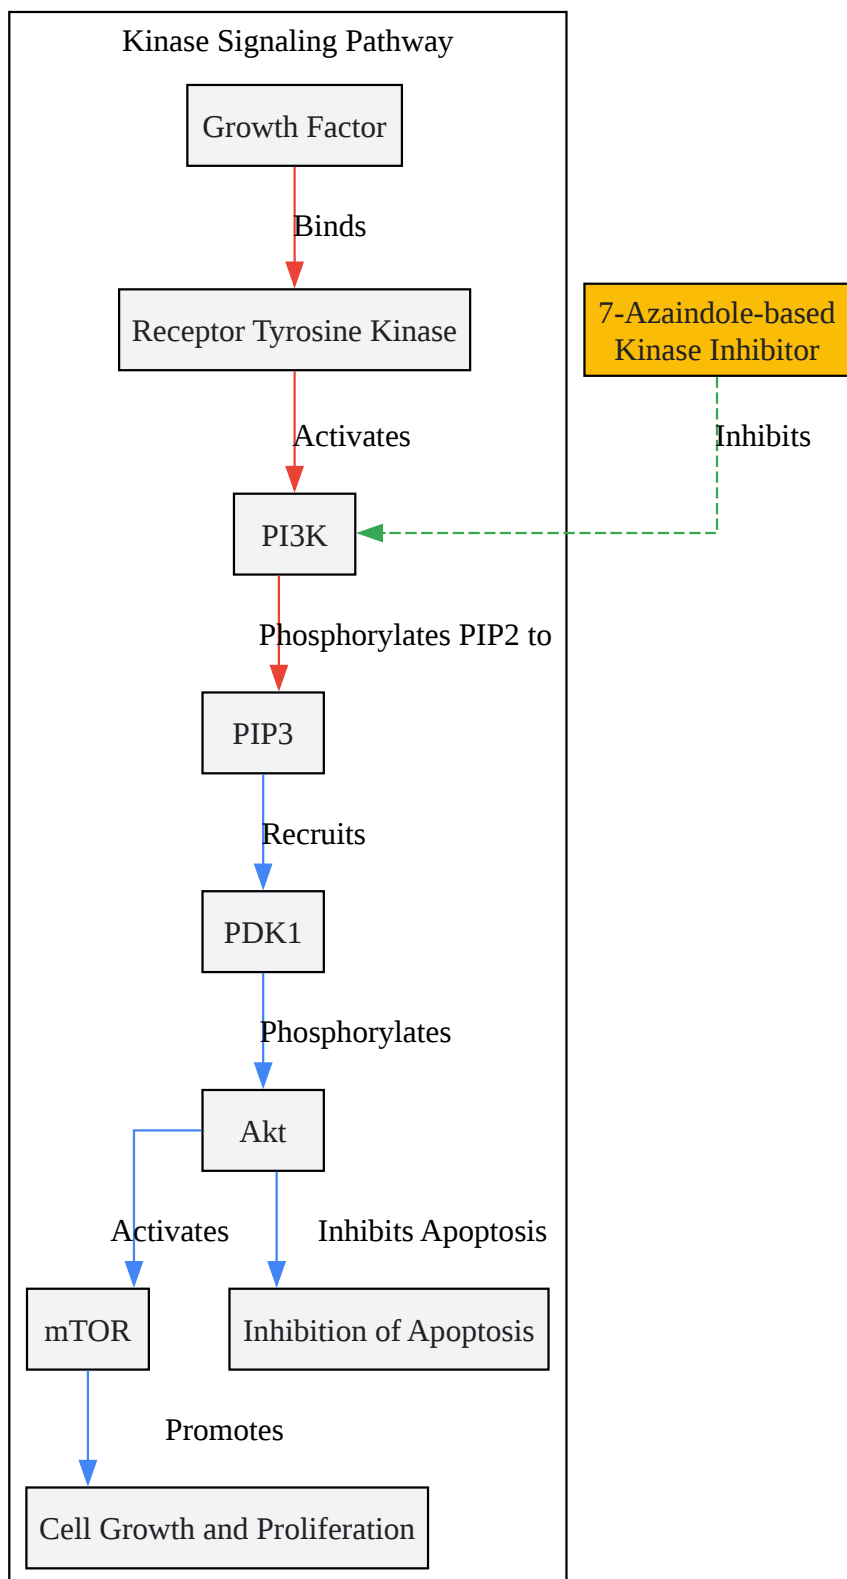 Kinase Signaling Pathway
Growth Factor
Binds
Receptor Tyrosine Kinase
7-Azaindole-based
Kinase Inhibitor
Activates
Inhibits
PI3K
Phosphorylates PIP2 to
PIP3
Recruits
PDK1
Phosphorylates
Akt
Activates
Inhibits Apoptosis
mTOR
Inhibition of Apoptosis
Promotes
Cell Growth and Proliferation